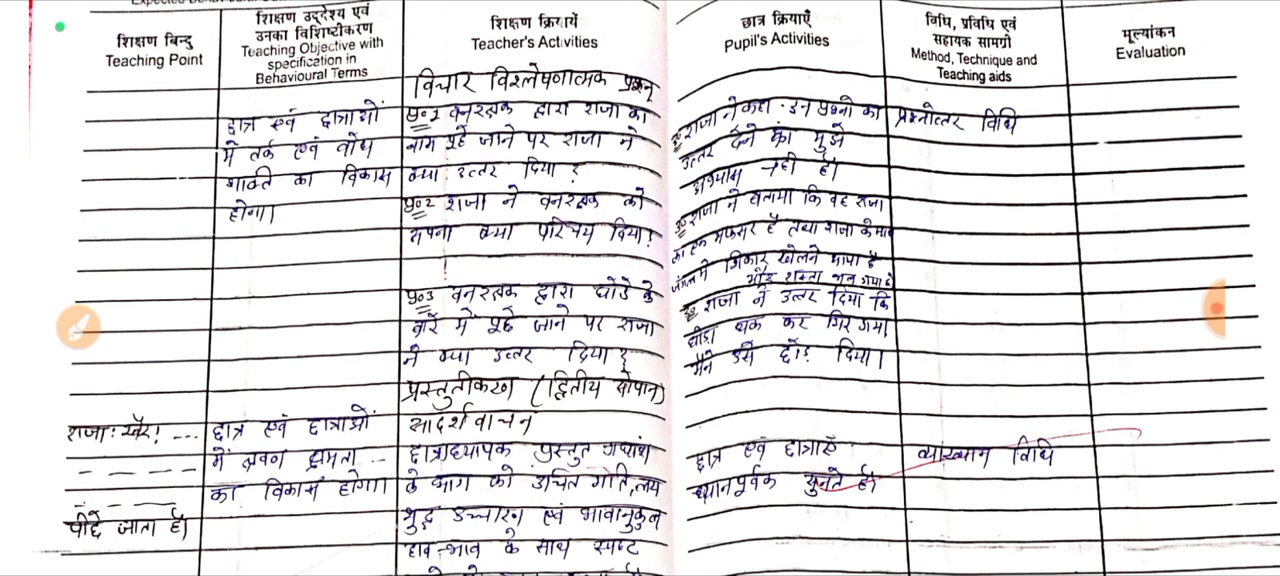 शिक्षण बिन्दु
Teaching Point
शिक्षण उद्देश्य एवं
उनका विशिष्टीकरण
Teaching Objective with
specification in
Behavioural Terms
शिक्षण क्रियायें
Teacher's Activities
छात्र क्रियाएँ
Pupil's Activities
विधि, प्रविधि एवं
सहायक सामग्री
Method, Technique and
Teaching aids
मूल्यांकन
Evaluation
छात्र एवं छात्राओं
में तर्क एवं बोध
शक्ति का विकास
होगा।
विचार विश्लेषणात्मक प्रश्न
प्र०1 वनरक्षक द्वारा राजा का
नाम पूछे जाने पर राजा ने
क्या उत्तर दिया?
प्र०2 राजा ने वनरक्षक को
अपना क्या परिचय दिया?
प्र०3 वनरक्षक द्वारा घोडे के
बारे में पूछे जाने पर राजा
ने क्या उत्तर दिया?
उ० राजा ने कहा इन प्रश्नो का
उत्तर देने का मुझे
अभ्यास नही है।
उ० राजा ने बताया कि वह राजा
का एक अफसर है तथा राजा के साथ
जंगल में शिकार खेलने आया है
और रास्ता भूल गया है
उ० राजा ने उत्तर दिया कि
घोडा थक कर गिर गया
मैंने उसे छोड़ दिया।
प्रश्नोत्तर विधि
प्रस्तुतीकरण (द्वितीय सोपान)
राजा: खैर! ...
पीछे जाता है।
छात्र एवं छात्राओं
में श्रवण क्षमता
का विकास होगा।
आदर्श वाचन
छात्राध्यापक प्रस्तुत गद्यांश
के भाग को उचित गति, लय
शुद्ध उच्चारण एवं भावानुकुल
हाव-भाव के साथ स्पष्ट
छात्र एवं छात्राएँ
ध्यानपूर्वक सुनते है।
व्याख्यान विधि